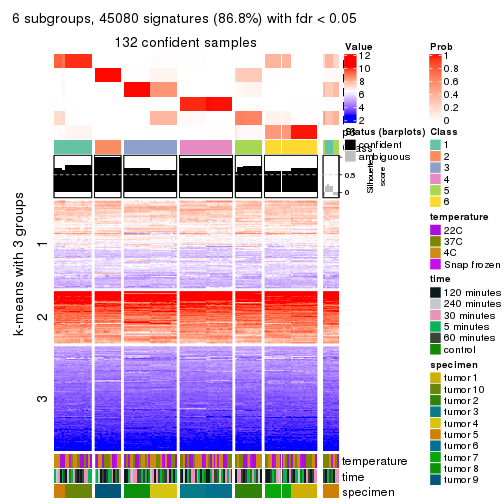 6 subgroups, 45080 signatures (86.8%) with fdr < 0.05
132 confident samples
k-means with 3 groups
1
2
3
1
0.5
0
Silhouette
score
temperature
time
specimen
Value
12
10
8
6
4
2
Status (barplots)
confident
ambiguous
Prob
1
0.8
0.6
0.4
0.2
0
Class
1
2
3
4
5
6
temperature
22C
37C
4C
Snap frozen
time
120 minutes
240 minutes
30 minutes
5 minutes
60 minutes
control
specimen
tumor 1
tumor 10
tumor 2
tumor 3
tumor 4
tumor 5
tumor 6
tumor 7
tumor 8
tumor 9